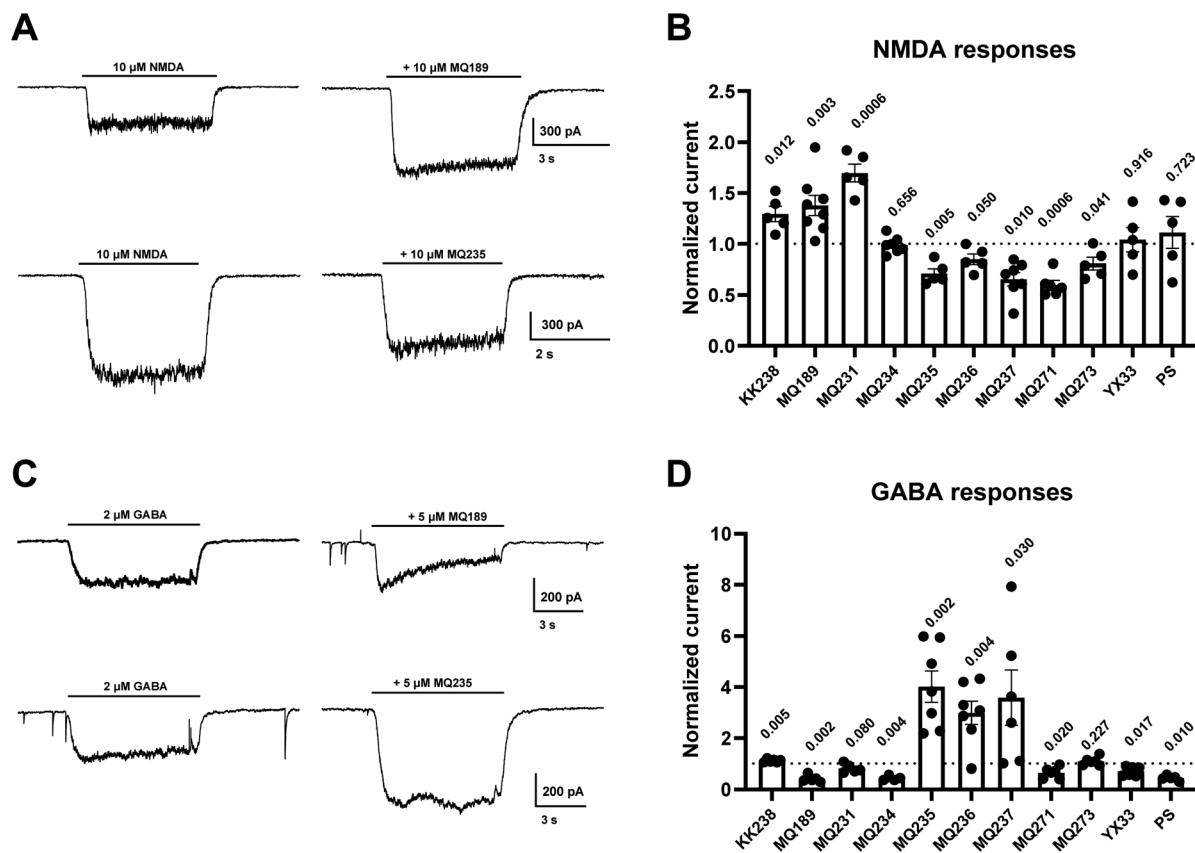 A
10 µM NMDA
+ 10 µM MQ189
300 pA
3 s
10 µM NMDA
+ 10 µM MQ235
300 pA
2 s
B
NMDA responses
Normalized current
2.5
2.0
1.5
1.0
0.5
0.0
0.012
0.003
0.0006
0.656
0.005
0.050
0.010
0.0006
0.041
0.916
0.723
KK238
MQ189
MQ231
MQ234
MQ235
MQ236
MQ237
MQ271
MQ273
YX33
PS
C
2 µM GABA
+ 5 µM MQ189
200 pA
3 s
2 µM GABA
+ 5 µM MQ235
200 pA
3 s
D
GABA responses
Normalized current
10
8
6
4
2
0
0.005
0.002
0.080
0.004
0.002
0.004
0.030
0.020
0.227
0.017
0.010
KK238
MQ189
MQ231
MQ234
MQ235
MQ236
MQ237
MQ271
MQ273
YX33
PS